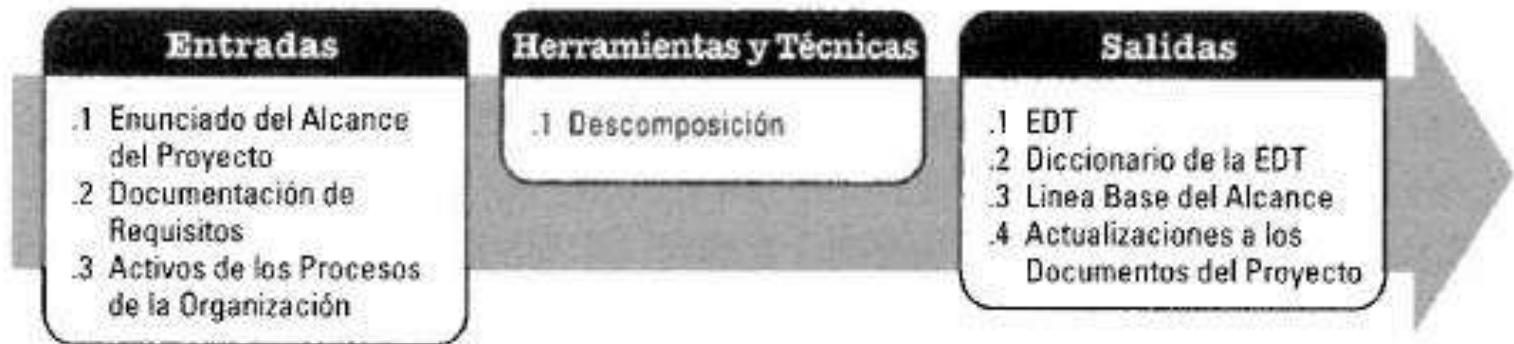 Entradas
.1 Enunciado del Alcance
del Proyecto
.2 Documentación de
Requisitos
.3 Activos de los Procesos
de la Organización
Herramientas y Técnicas
.1 Descomposición
Salidas
.1 EDT
.2 Diccionario de la EDT
.3 Linea Base del Alcance
.4 Actualizaciones a los
Documentos del Proyecto